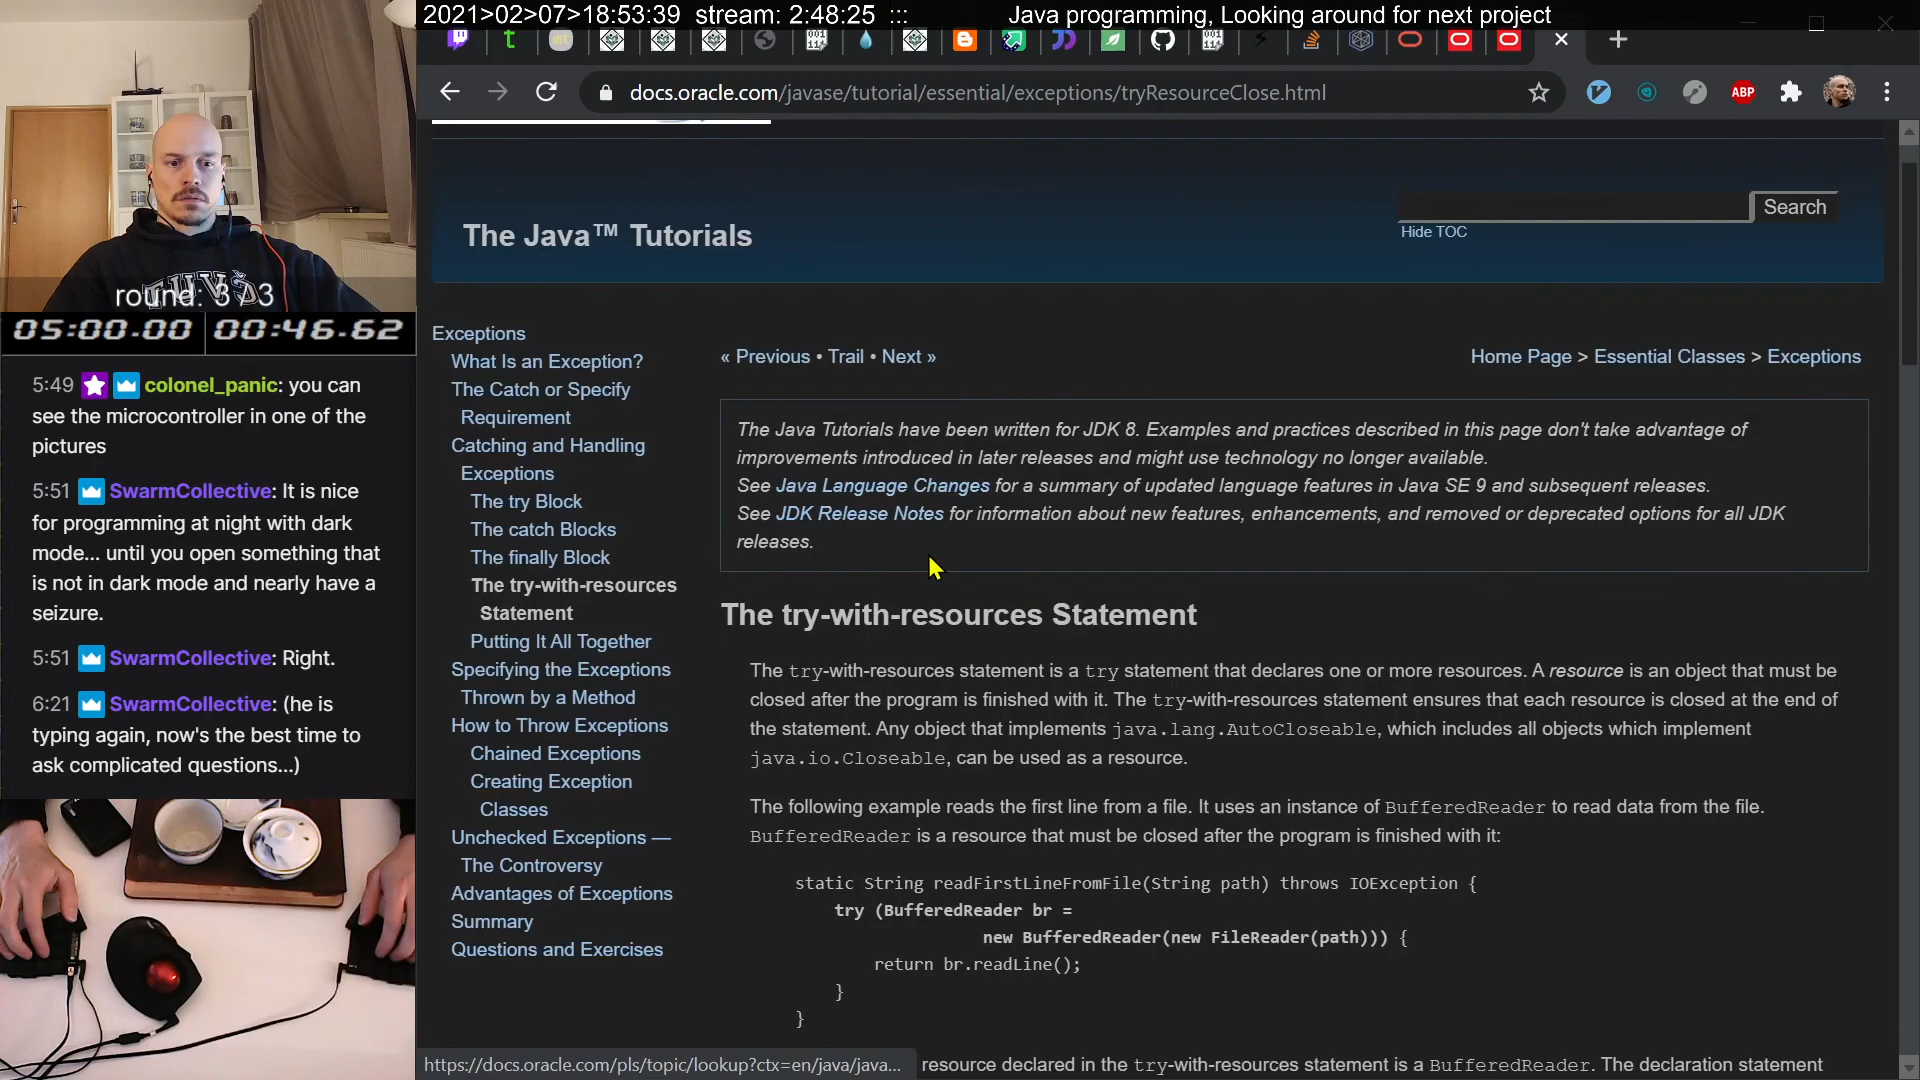 2021>02>07>18:53:39 stream: 2:48:25 ::: Java programming, Looking around for next project
docs.oracle.com/javase/tutorial/essential/exceptions/tryResourceClose.html
ABP
The Java™ Tutorials
Search
Hide TOC
round: 3 / 3
05:00.00 00:46.62
5:49 colonel_panic: you can
see the microcontroller in one of the
pictures
5:51 SwarmCollective: It is nice
for programming at night with dark
mode... until you open something that
is not in dark mode and nearly have a
seizure.
5:51 SwarmCollective: Right.
6:21 SwarmCollective: (he is
typing again, now's the best time to
ask complicated questions...)
Exceptions
What Is an Exception?
The Catch or Specify
Requirement
Catching and Handling
Exceptions
The try Block
The catch Blocks
The finally Block
The try-with-resources
Statement
Putting It All Together
Specifying the Exceptions
Thrown by a Method
How to Throw Exceptions
Chained Exceptions
Creating Exception
Classes
Unchecked Exceptions —
The Controversy
Advantages of Exceptions
Summary
Questions and Exercises
« Previous • Trail • Next »
Home Page > Essential Classes > Exceptions
The Java Tutorials have been written for JDK 8. Examples and practices described in this page don't take advantage of
improvements introduced in later releases and might use technology no longer available.
See Java Language Changes for a summary of updated language features in Java SE 9 and subsequent releases.
See JDK Release Notes for information about new features, enhancements, and removed or deprecated options for all JDK
releases.
The try-with-resources Statement
The try-with-resources statement is a try statement that declares one or more resources. A resource is an object that must be
closed after the program is finished with it. The try-with-resources statement ensures that each resource is closed at the end of
the statement. Any object that implements java.lang.AutoCloseable, which includes all objects which implement
java.io.Closeable, can be used as a resource.
The following example reads the first line from a file. It uses an instance of BufferedReader to read data from the file.
BufferedReader is a resource that must be closed after the program is finished with it:
static String readFirstLineFromFile(String path) throws IOException {
try (BufferedReader br =
new BufferedReader(new FileReader(path))) {
return br.readLine();
}
}
https://docs.oracle.com/pls/topic/lookup?ctx=en/java/java...
resource declared in the try-with-resources statement is a BufferedReader. The declaration statement